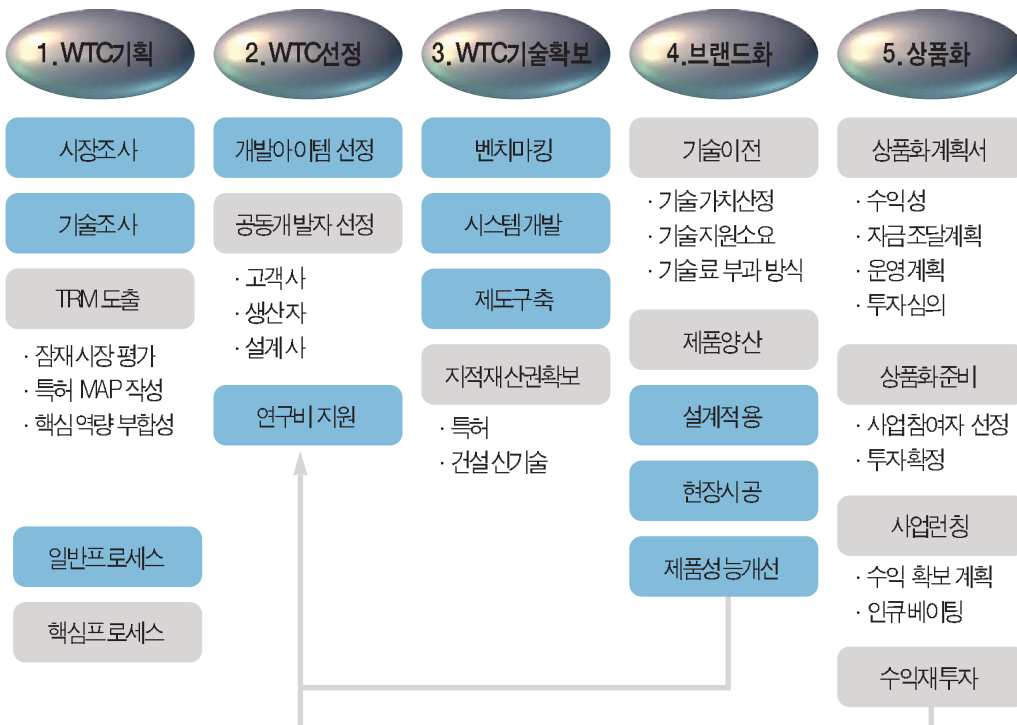 1.WTC기획
시장조사
기술조사
TRM 도출
· 잠재시장 평가
· 특허 MAP 작성
· 핵심역량 부합성
일반프로세스
핵심프로세스
2.WTC선정
개발아이템 선정
공동개발자 선정
· 고객사
· 생산자
· 설계사
연구비 지원
3.WTC기술확보
벤치마킹
시스템개발
제도구축
지적재산권확보
· 특허
· 건설신기술
4.브랜드화
기술이전
· 기술가치산정
· 기술지원소요
· 기술료 부과 방식
제품양산
설계적용
현장시공
제품성능개선
5.상품화
상품화계획서
· 수익성
· 자금조달계획
· 운영계획
· 투자심의
상품화준비
· 사업참여자 선정
· 투자확정
사업런칭
· 수익 확보 계획
· 인큐베이팅
수익재투자